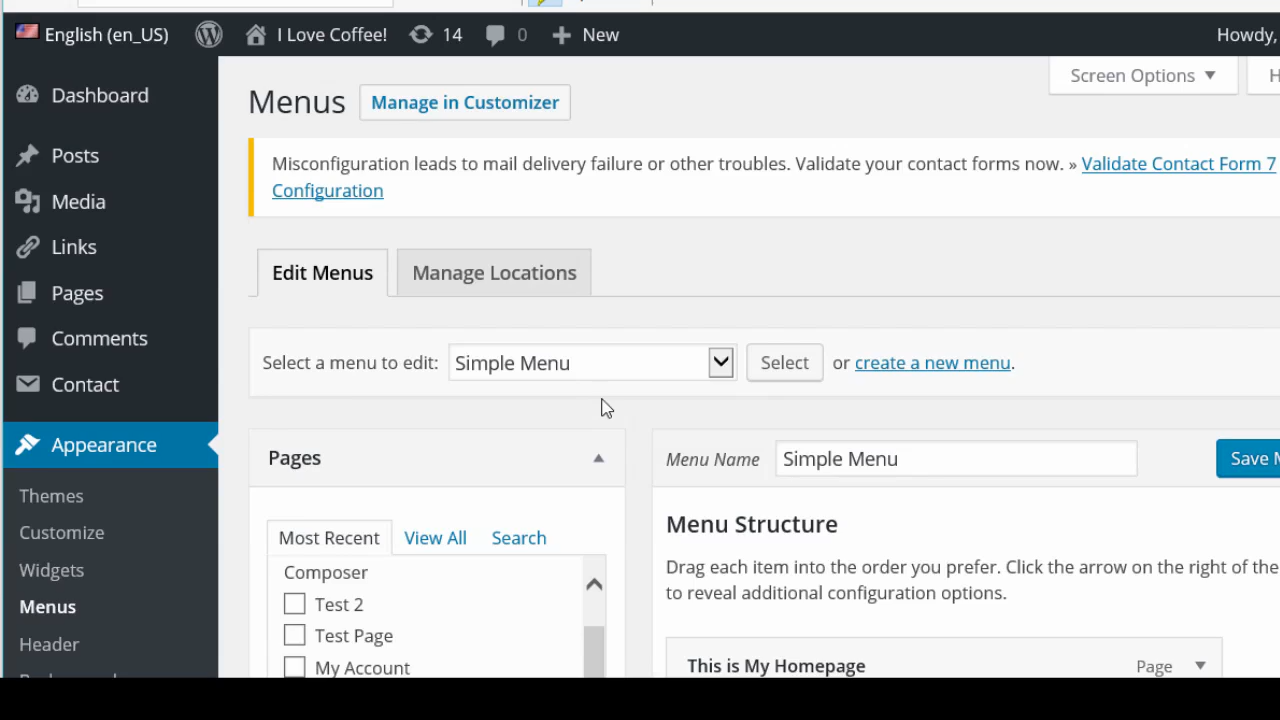 English (en_US)
I Love Coffee!
14
0
New
Howdy,
Screen Options
H
Dashboard
Posts
Media
Links
Pages
Comments
Contact
Appearance
Themes
Customize
Widgets
Menus
Header
Menus
Manage in Customizer
Misconfiguration leads to mail delivery failure or other troubles. Validate your contact forms now. » Validate Contact Form 7
Configuration
Edit Menus
Manage Locations
Select a menu to edit: Simple Menu Select or create a new menu.
Pages
Most Recent View All Search
Composer
Test 2
Test Page
My Account
Menu Name Simple Menu Save M
Menu Structure
Drag each item into the order you prefer. Click the arrow on the right of the
to reveal additional configuration options.
This is My Homepage Page